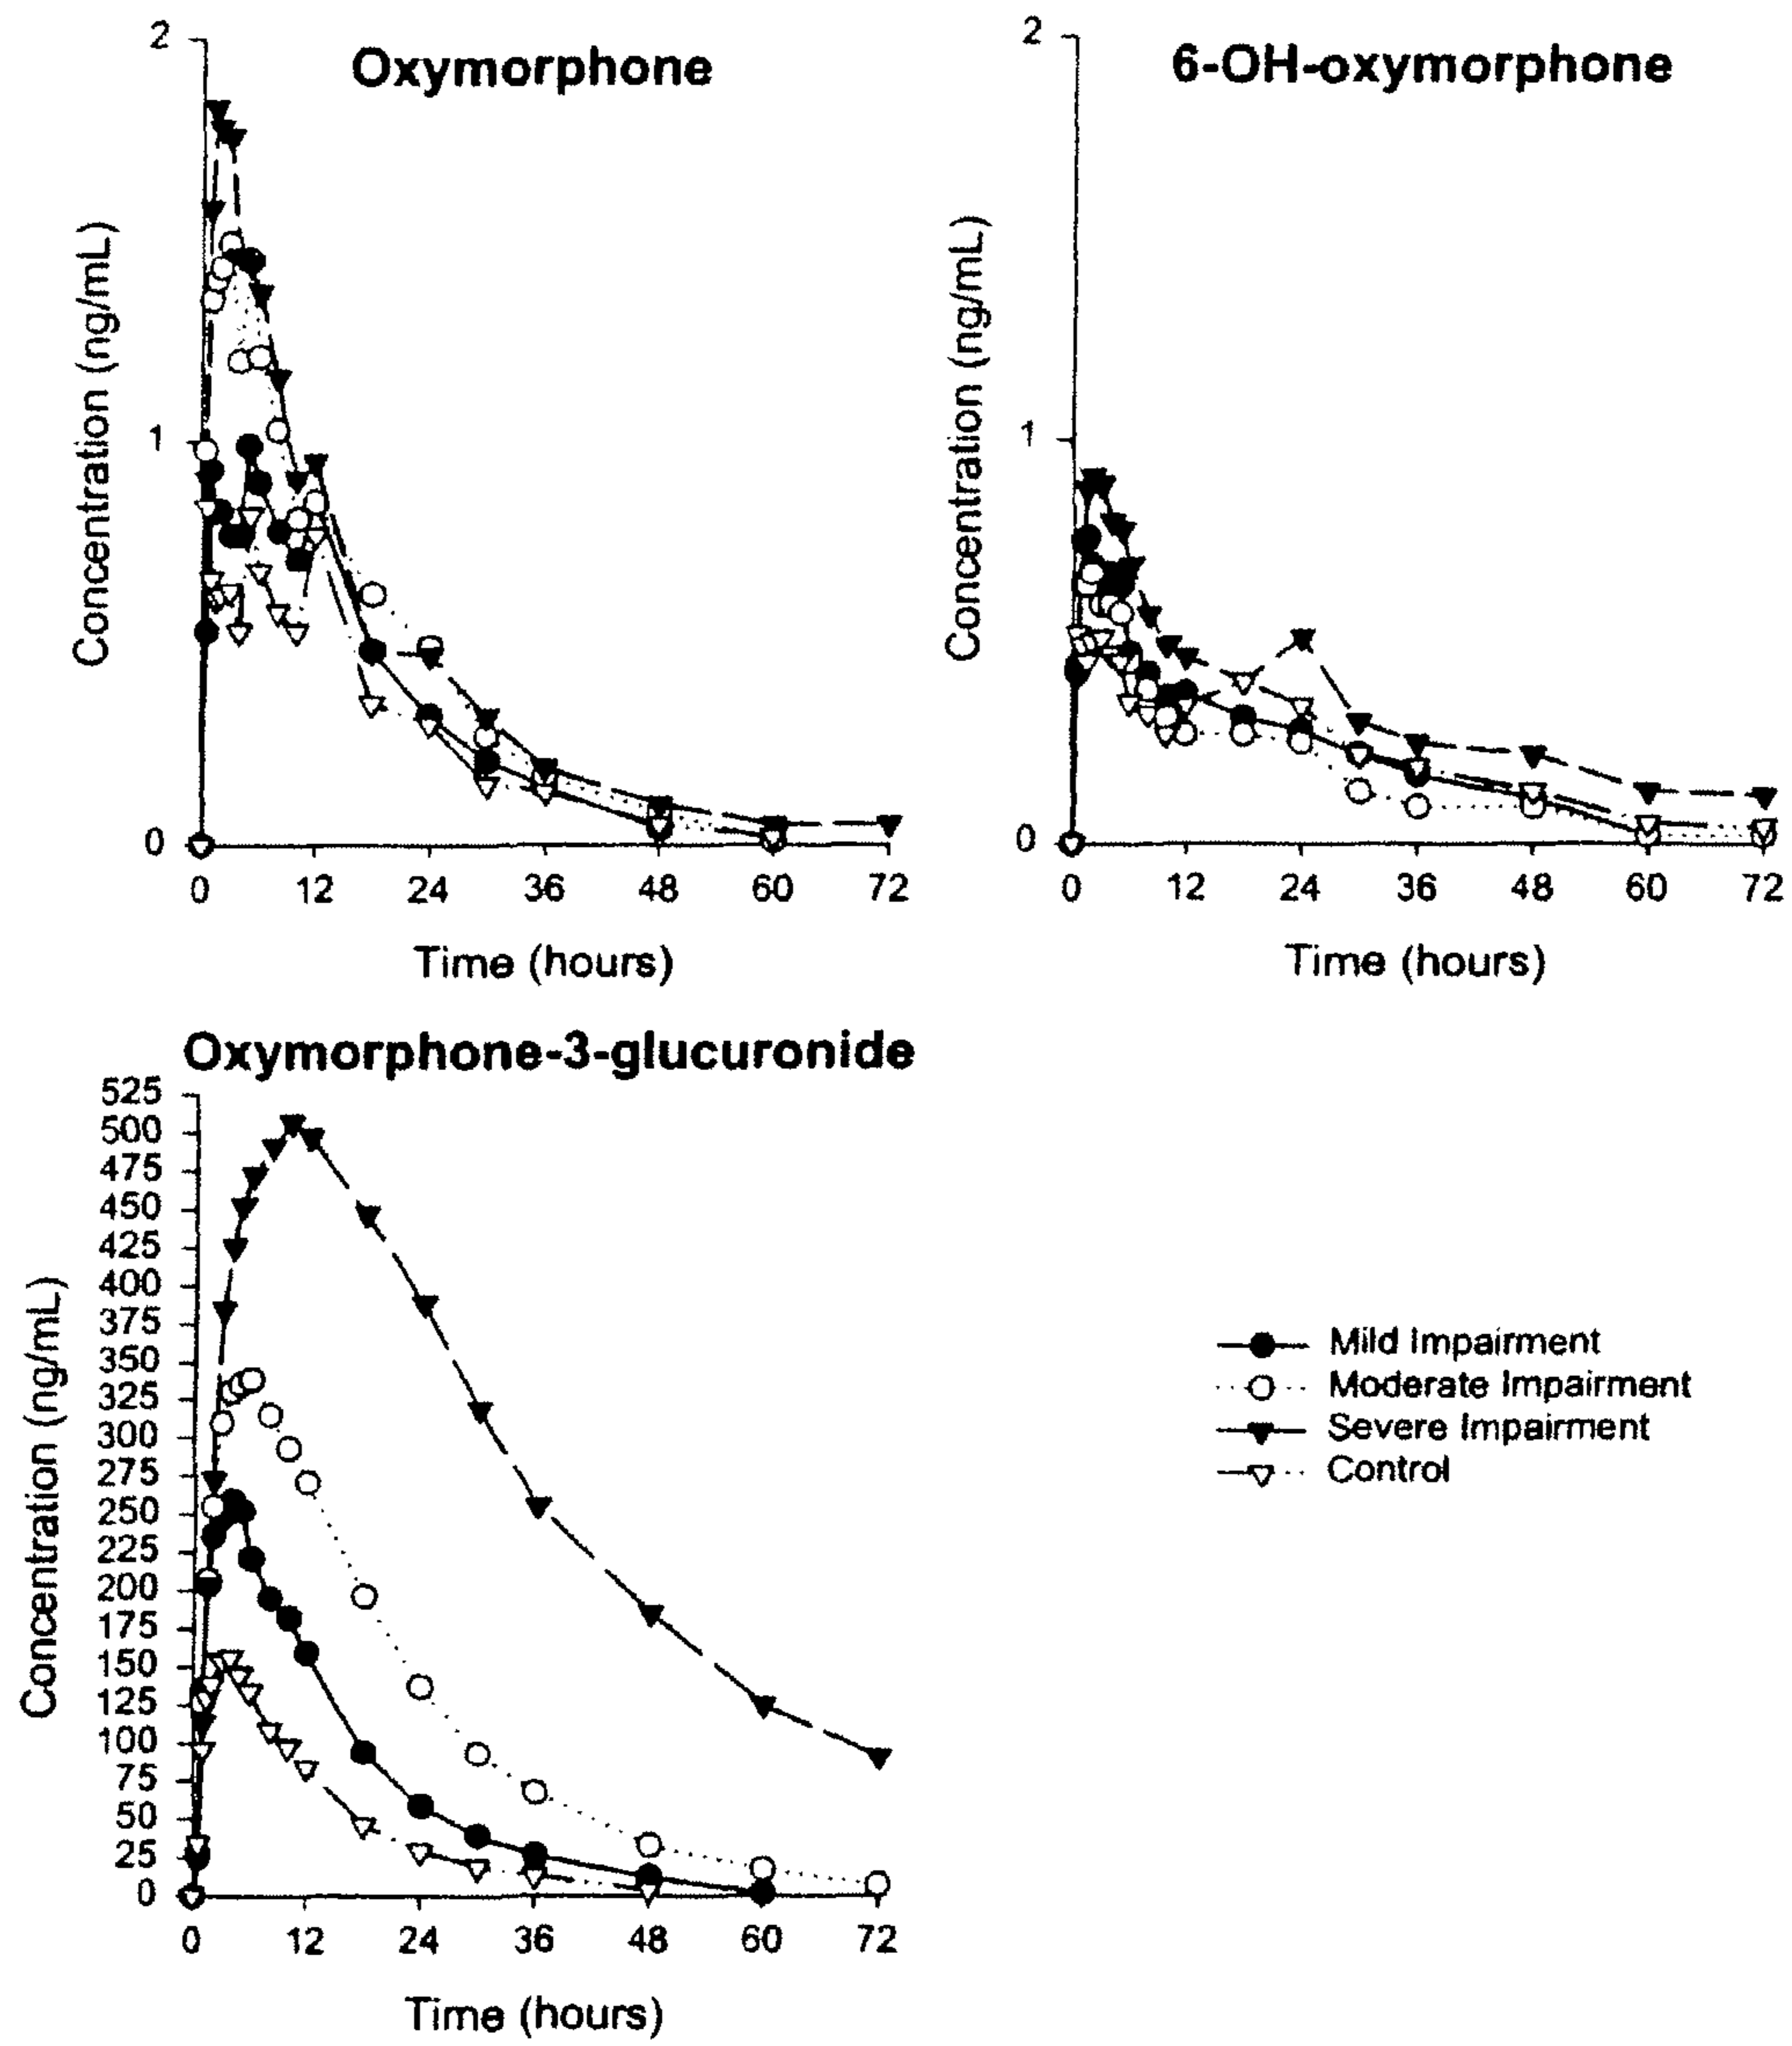 Oxymorphone
2
1
0
Concentration (ng/mL)
0 12 24 36 48 60 72
Time (hours)
6-OH-oxymorphone
2
1
0
Concentration (ng/mL)
0 12 24 36 48 60 72
Time (hours)
Oxymorphone-3-glucuronide
525
500
475
450
425
400
375
350
325
300
275
250
225
200
175
150
125
100
75
50
25
0
Concentration (ng/mL)
0 12 24 36 48 60 72
Time (hours)
Mild Impairment
Moderate Impairment
Severe Impairment
Control